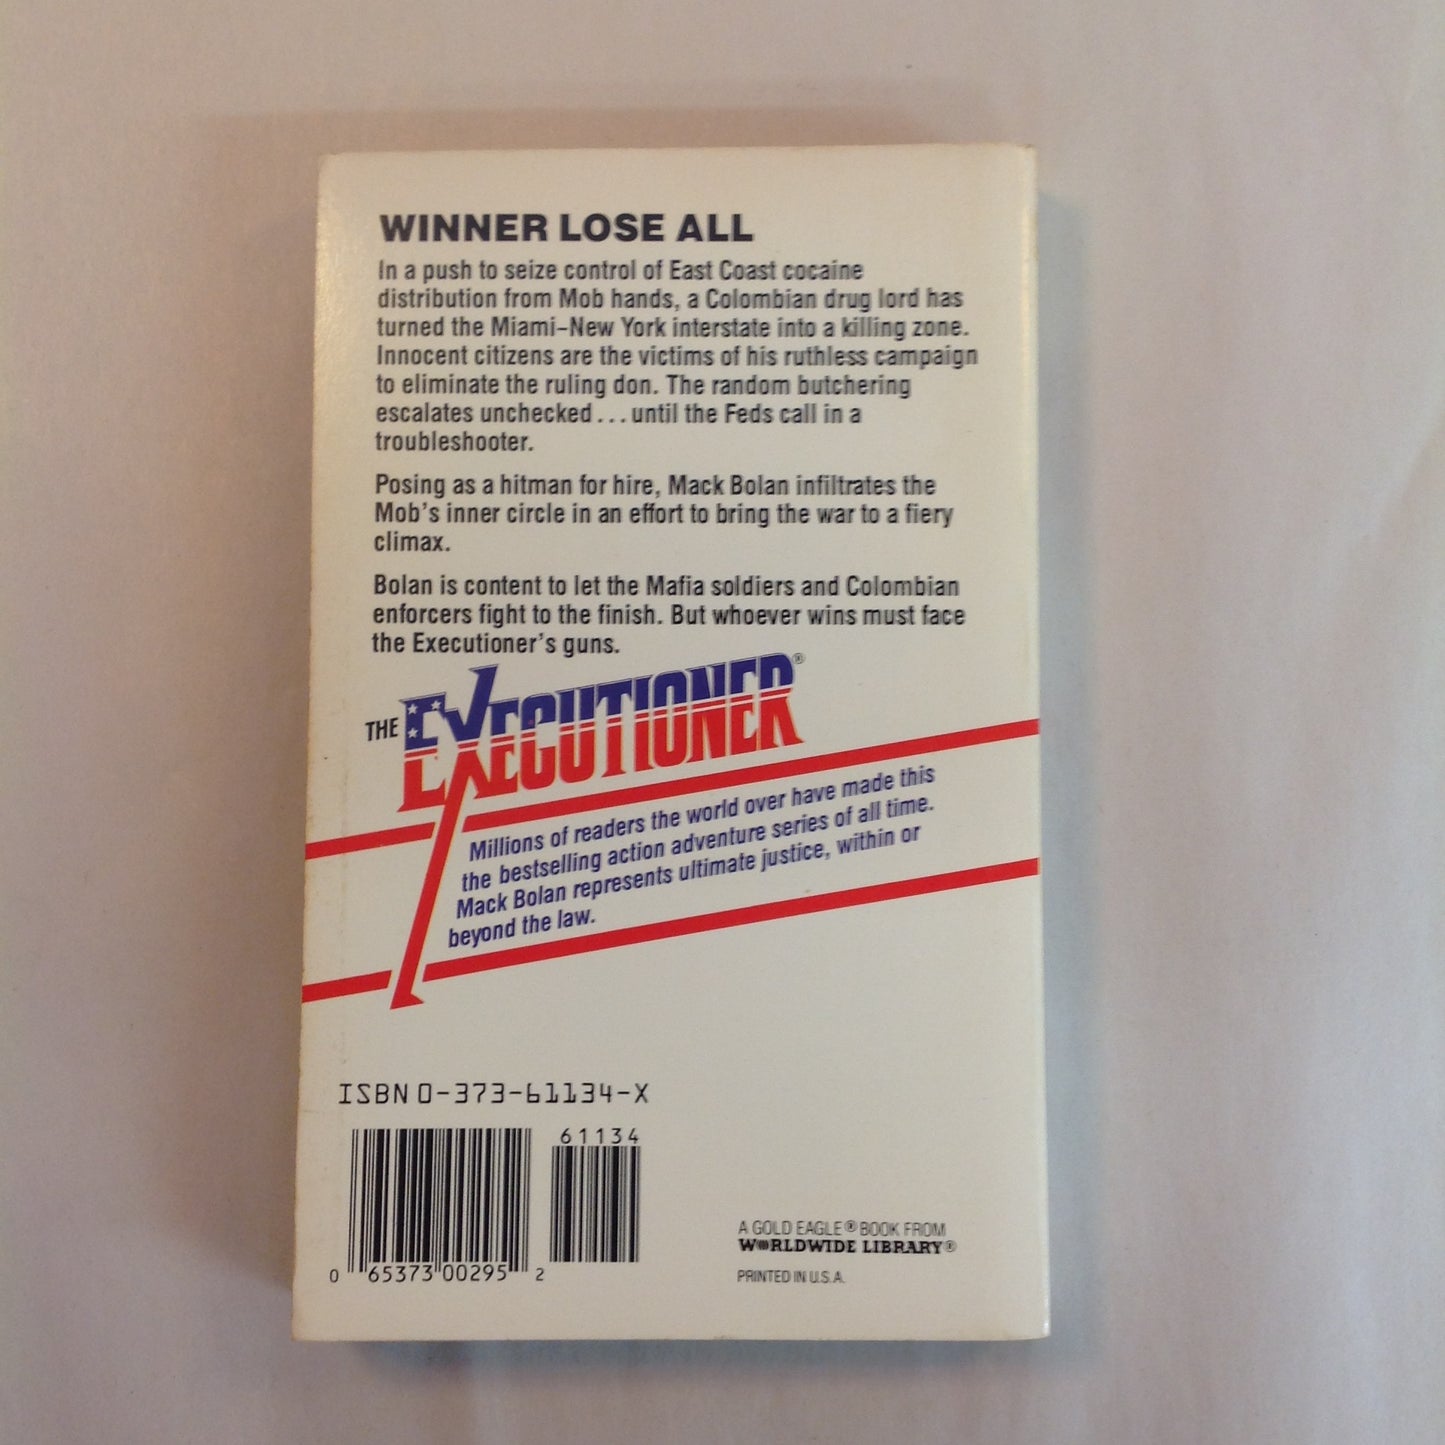 WINNER LOSE ALL
In a push to seize control of East Coast cocaine
distribution from Mob hands, a Colombian drug lord has
turned the Miami–New York interstate into a killing zone.
Innocent citizens are the victims of his ruthless campaign
to eliminate the ruling don. The random butchering
escalates unchecked...until the Feds call in a
troubleshooter.
Posing as a hitman for hire, Mack Bolan infiltrates the
Mob's inner circle in an effort to bring the war to a fiery
climax.
Bolan is content to let the Mafia soldiers and Colombian
enforcers fight to the finish. But whoever wins must face
the Executioner's guns.
THE EXECUTIONER®
Millions of readers the world over have made this
the bestselling action adventure series of all time.
Mack Bolan represents ultimate justice, within or
beyond the law.
ISBN 0-373-61134-X
61134
0 65373 00295 2
A GOLD EAGLE® BOOK FROM
WORLDWIDE LIBRARY®
PRINTED IN U.S.A.